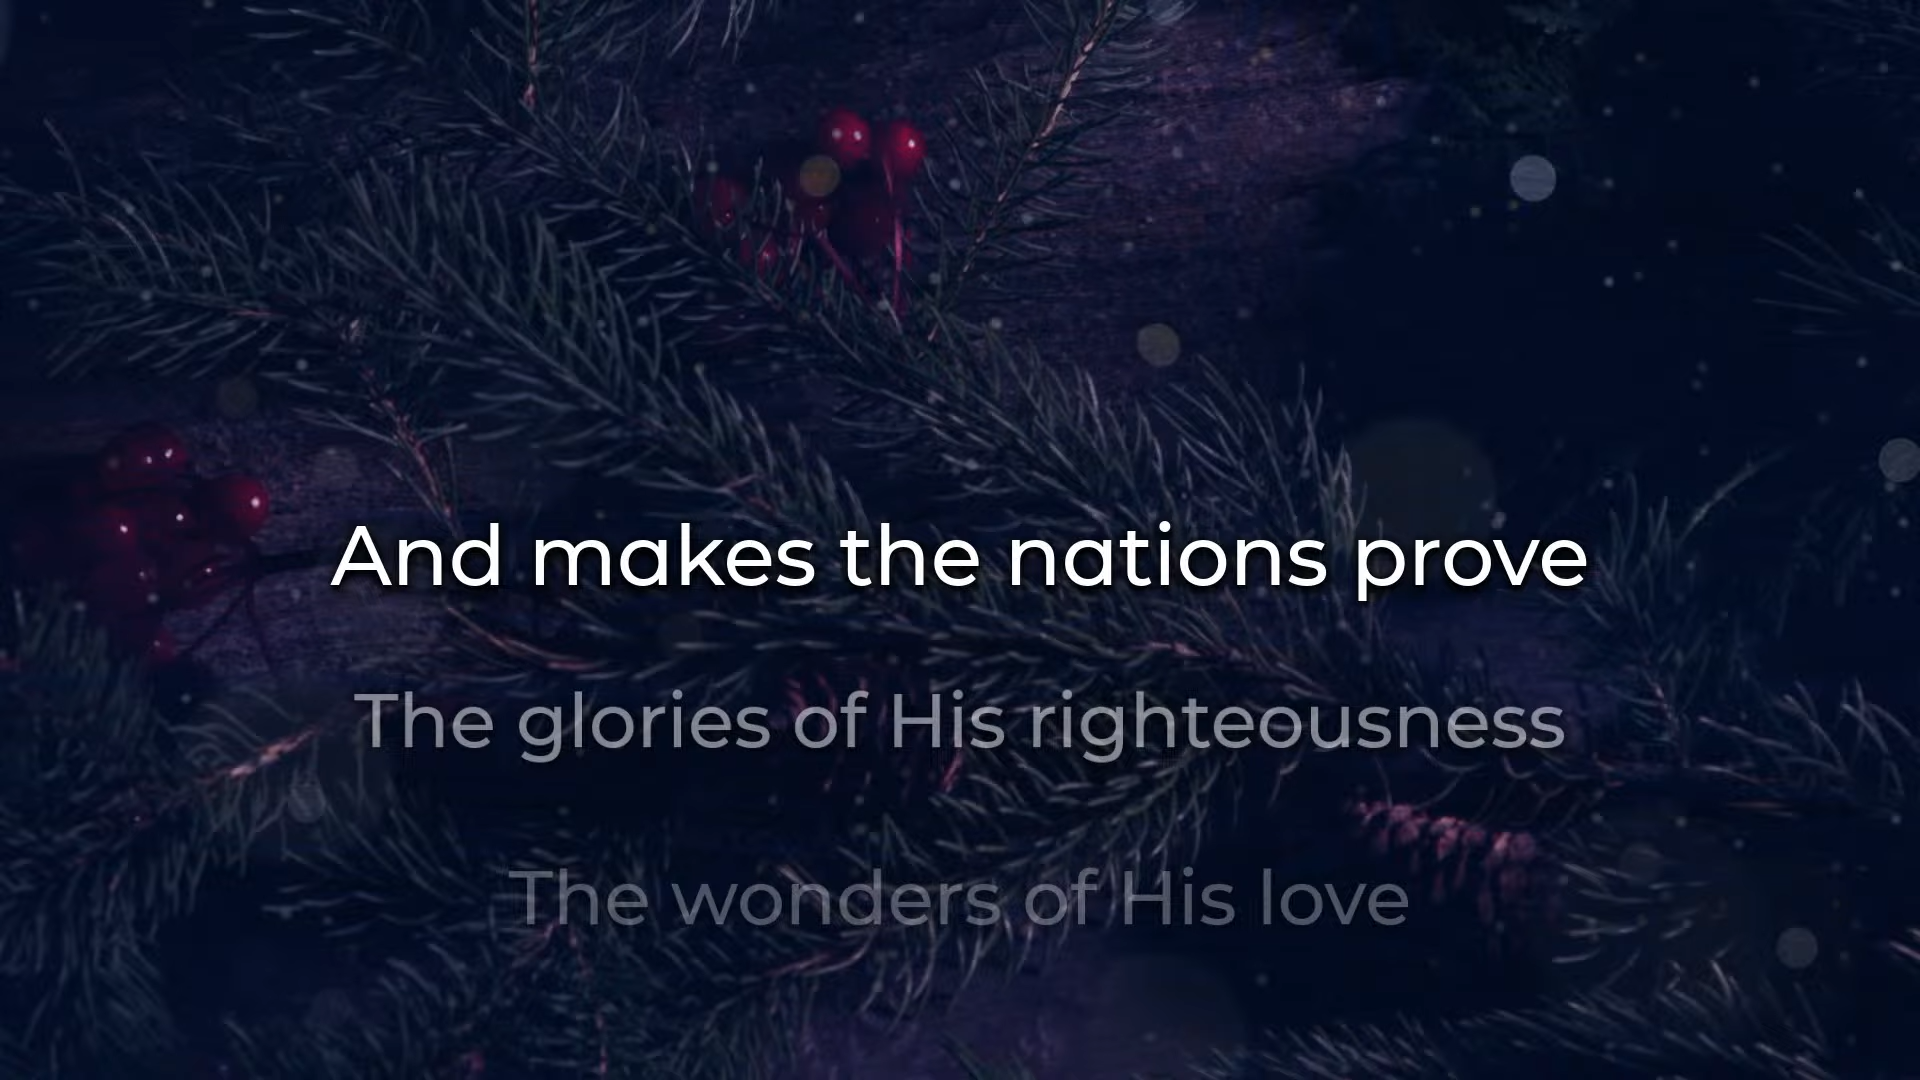 And makes the nations prove
The glories of His righteousness
The wonders of His love